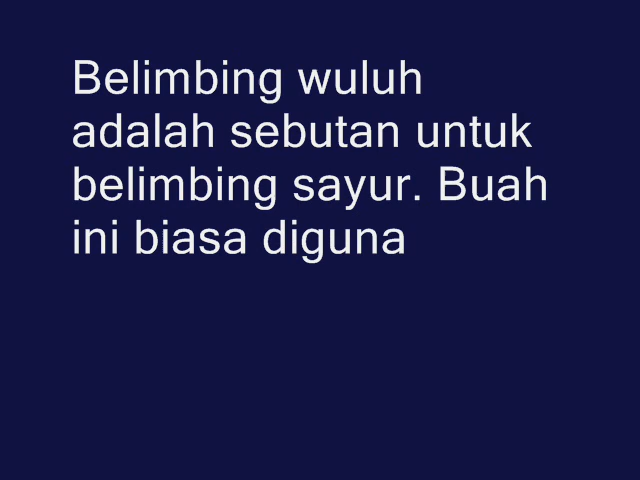 Belimbing wuluh
adalah sebutan untuk
belimbing sayur. Buah
ini biasa diguna